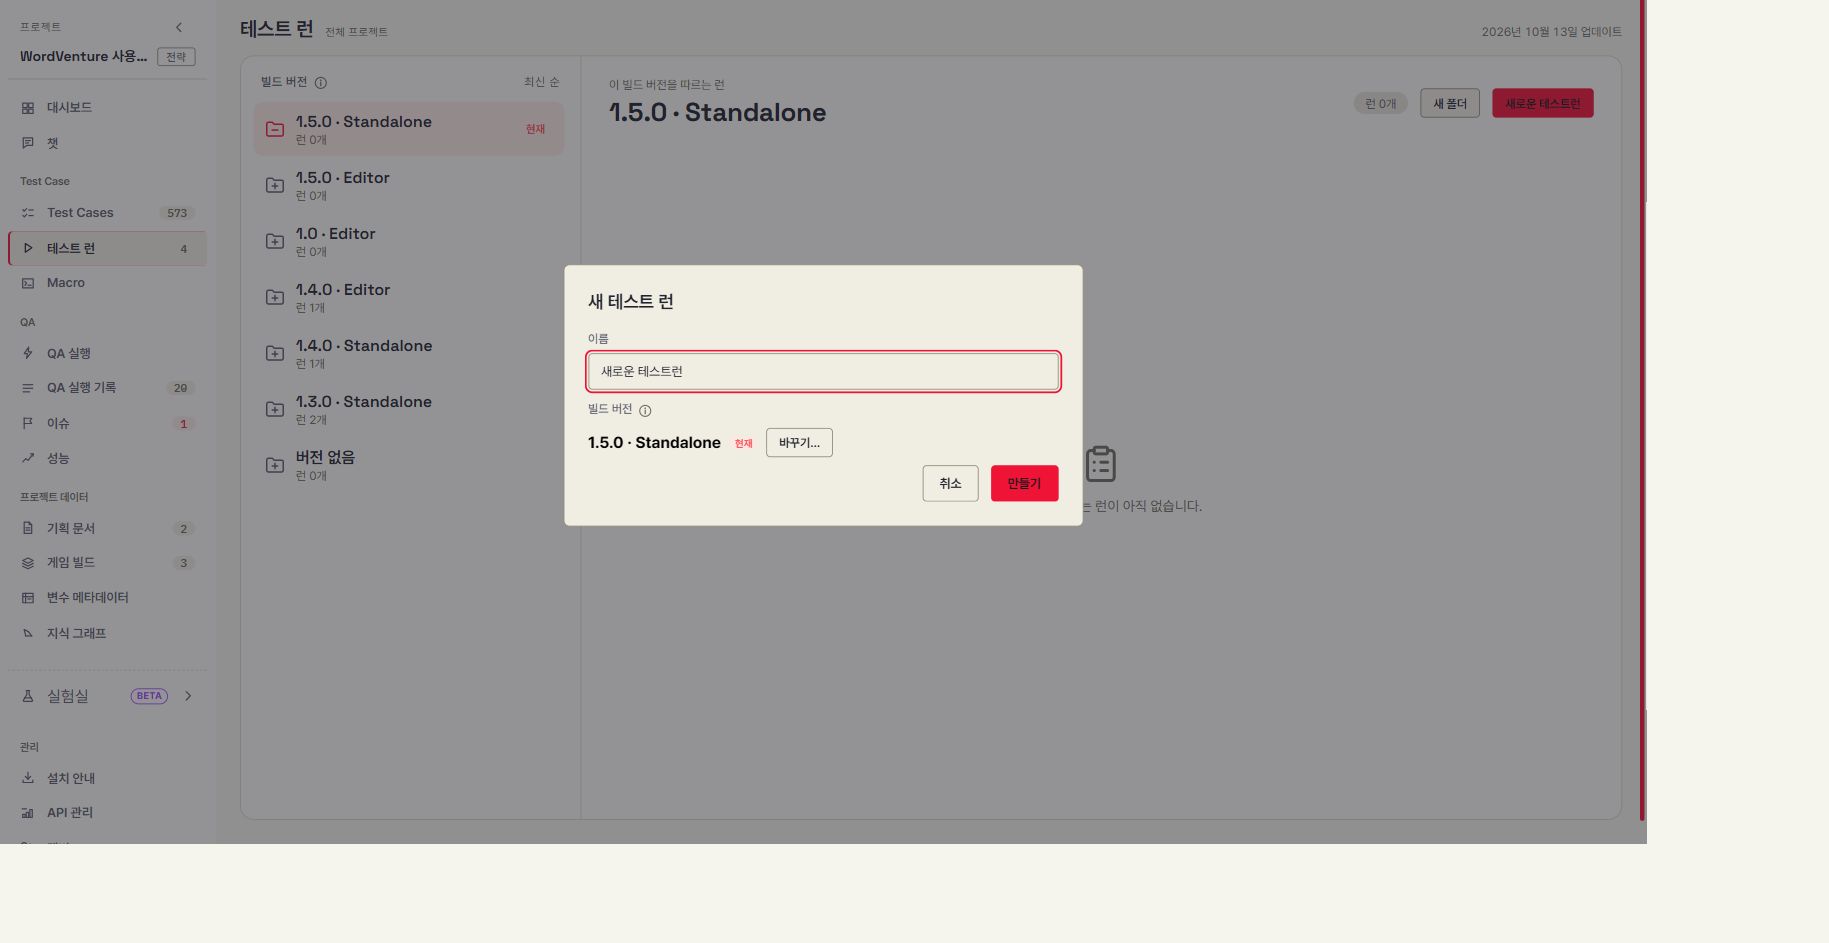 프로젝트
WordVenture 사용... 전략
대시보드
챗
Test Case
Test Cases 573
테스트 런 4
Macro
QA
QA 실행
QA 실행 기록 20
이슈 1
성능
프로젝트 데이터
기획 문서 2
게임 빌드 3
변수 메타데이터
지식 그래프
실험실 BETA
관리
설치 안내
API 관리
테스트 런 전체 프로젝트
2026년 10월 13일 업데이트
빌드 버전 최신 순
1.5.0 · Standalone
런 0개
현재
1.5.0 · Editor
런 0개
1.0 · Editor
런 0개
1.4.0 · Editor
런 1개
1.4.0 · Standalone
런 1개
1.3.0 · Standalone
런 2개
버전 없음
런 0개
이 빌드 버전을 따르는 런
1.5.0 · Standalone
런 0개 새 폴더 새로운 테스트런
런이 아직 없습니다.
새 테스트 런
이름
새로운 테스트런
빌드 버전
1.5.0 · Standalone 현재 바꾸기...
취소 만들기